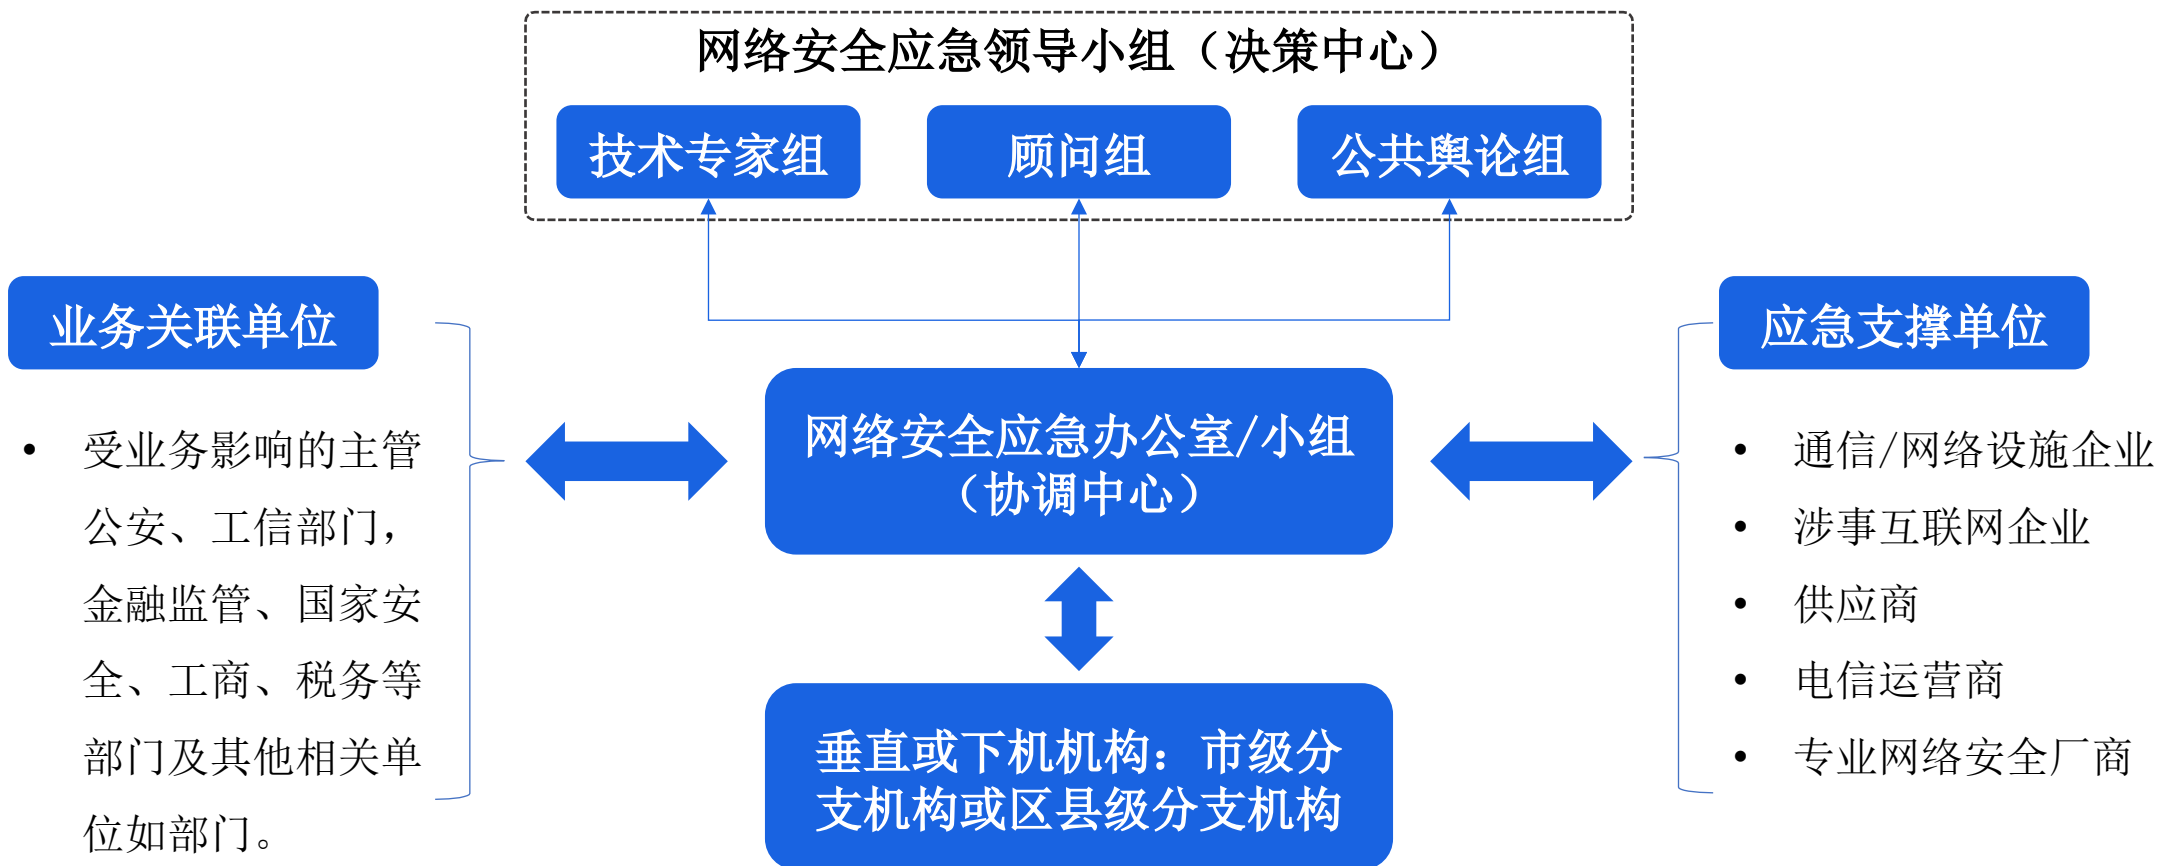 网络安全应急领导小组（决策中心）
技术专家组
顾问组
公共舆论组
业务关联单位
• 受业务影响的主管
公安、工信部门，
金融监管、国家安
全、工商、税务等
部门及其他相关单
位如部门。
网络安全应急办公室/小组
（协调中心）
垂直或下机机构：市级分
支机构或区县级分支机构
应急支撑单位
• 通信/网络设施企业
• 涉事互联网企业
• 供应商
• 电信运营商
• 专业网络安全厂商